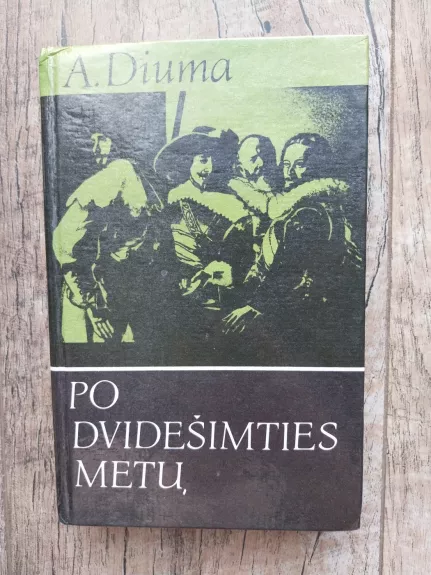 A. Diuma
PO
DVIDEŠIMTIES
METŲ